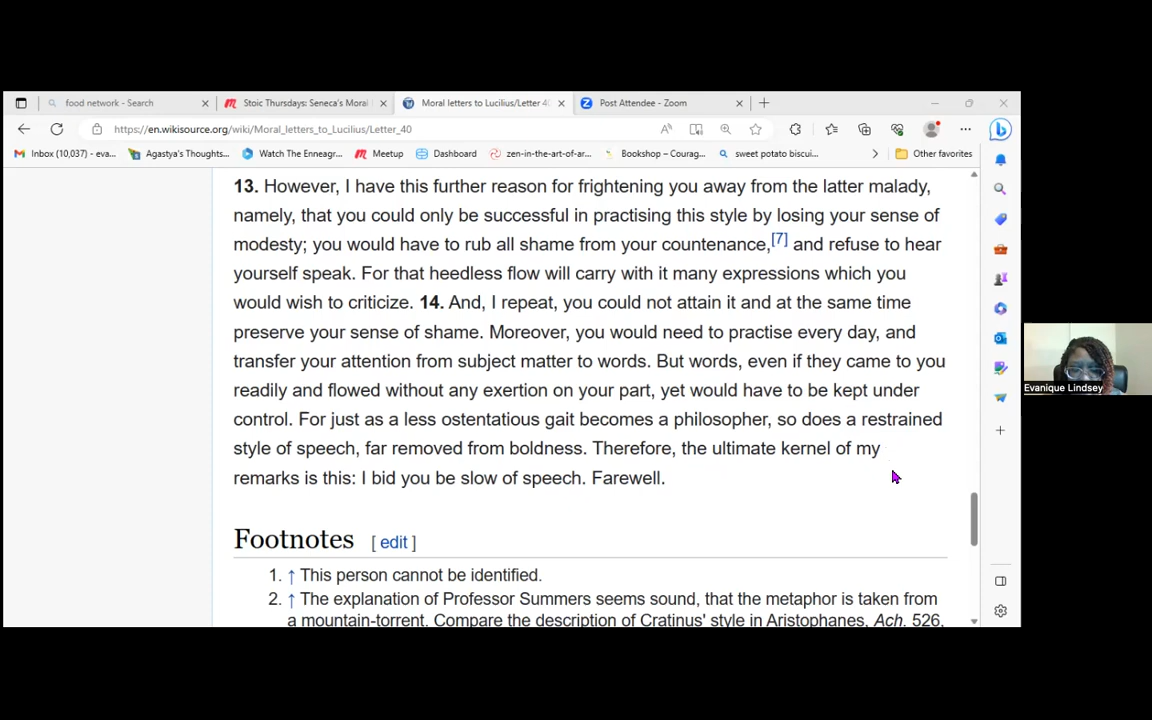 food network - Search
Stoic Thursdays: Seneca's Moral
Moral letters to Lucilius/Letter 40
Post Attendee - Zoom
https://en.wikisource.org/wiki/Moral_letters_to_Lucilius/Letter_40
Inbox (10,037) - eva...
Agastya's Thoughts...
Watch The Enneagr...
Meetup
Dashboard
zen-in-the-art-of-ar...
Bookshop – Courag...
sweet potato biscui...
Other favorites
13. However, I have this further reason for frightening you away from the latter malady,
namely, that you could only be successful in practising this style by losing your sense of
modesty; you would have to rub all shame from your countenance,[7] and refuse to hear
yourself speak. For that heedless flow will carry with it many expressions which you
would wish to criticize. 14. And, I repeat, you could not attain it and at the same time
preserve your sense of shame. Moreover, you would need to practise every day, and
transfer your attention from subject matter to words. But words, even if they came to you
readily and flowed without any exertion on your part, yet would have to be kept under
control. For just as a less ostentatious gait becomes a philosopher, so does a restrained
style of speech, far removed from boldness. Therefore, the ultimate kernel of my
remarks is this: I bid you be slow of speech. Farewell.
Evanique Lindsey
Footnotes [ edit ]
1. ↑ This person cannot be identified.
2. ↑ The explanation of Professor Summers seems sound, that the metaphor is taken from
a mountain-torrent. Compare the description of Cratinus' style in Aristophanes, Ach. 526,